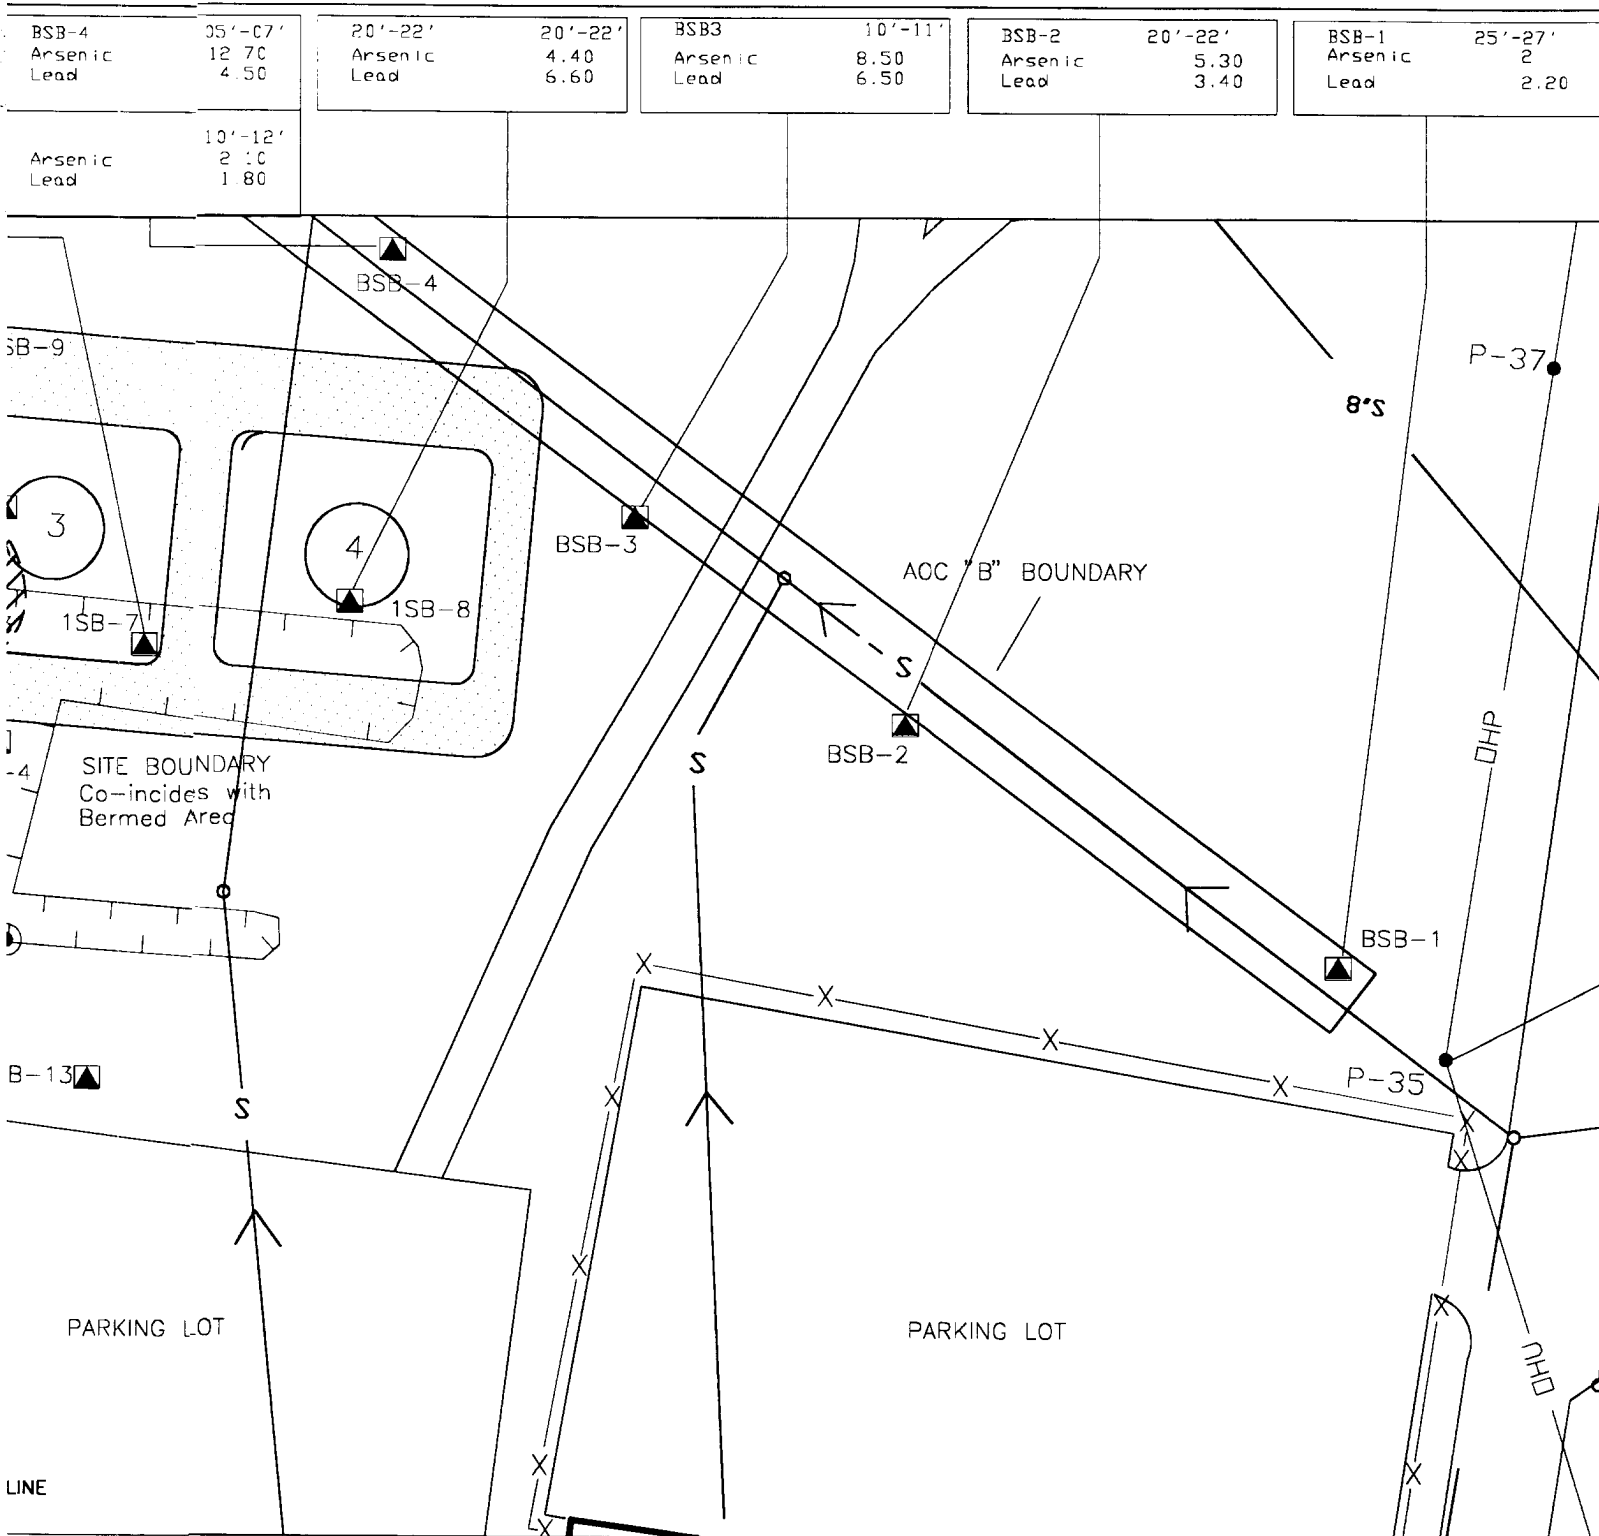 BSB-4 05'-07'
Arsenic 12 70
Lead 4.50
10'-12'
Arsenic 2.10
Lead 1.80
20'-22' 20'-22'
Arsenic 4.40
Lead 6.60
BSB3 10'-11'
Arsenic 8.50
Lead 6.50
BSB-2 20'-22'
Arsenic 5.30
Lead 3.40
BSB-1 25'-27'
Arsenic 2
Lead 2.20
BSB-4
SB-9
P-37
8"S
3
4
BSB-3
AOC "B" BOUNDARY
1SB-7
1SB-8
S
OHP
BSB-2
S
-4
SITE BOUNDARY
Co-incides with
Bermed Area
BSB-1
X
X
X
X
X
X
X
B-13
P-35
S
X
X
X
X
X
PARKING LOT
PARKING LOT
OHU
LINE